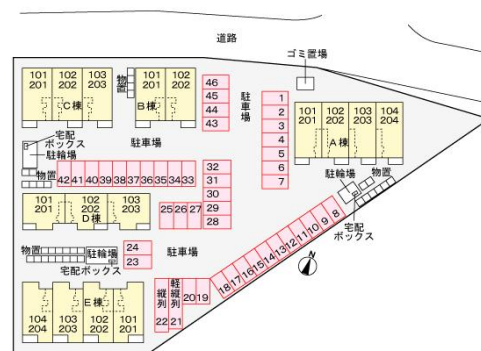 道路
ゴミ置場
101 102 103
201 202 203
C棟
物置
101 102
201 202
B棟
46
45
44
43
駐車場
1
2
3
4
5
6
7
101 102 103 104
201 202 203 204
A棟
宅配
ボックス
駐輪場
物置
駐車場
42 41 40 39 38 37 36 35 34 33
32
31
30
29
28
駐輪場
物置
宅配
ボックス
101 102 103
201 202 203
D棟
25 26 27
18 17 16 15 14 13 12 11 10 9 8
物置
駐輪場
宅配ボックス
24
23
駐車場
縦列
22
軽縦列
21
20 19
E棟
104 103 102 101
204 203 202 201
N